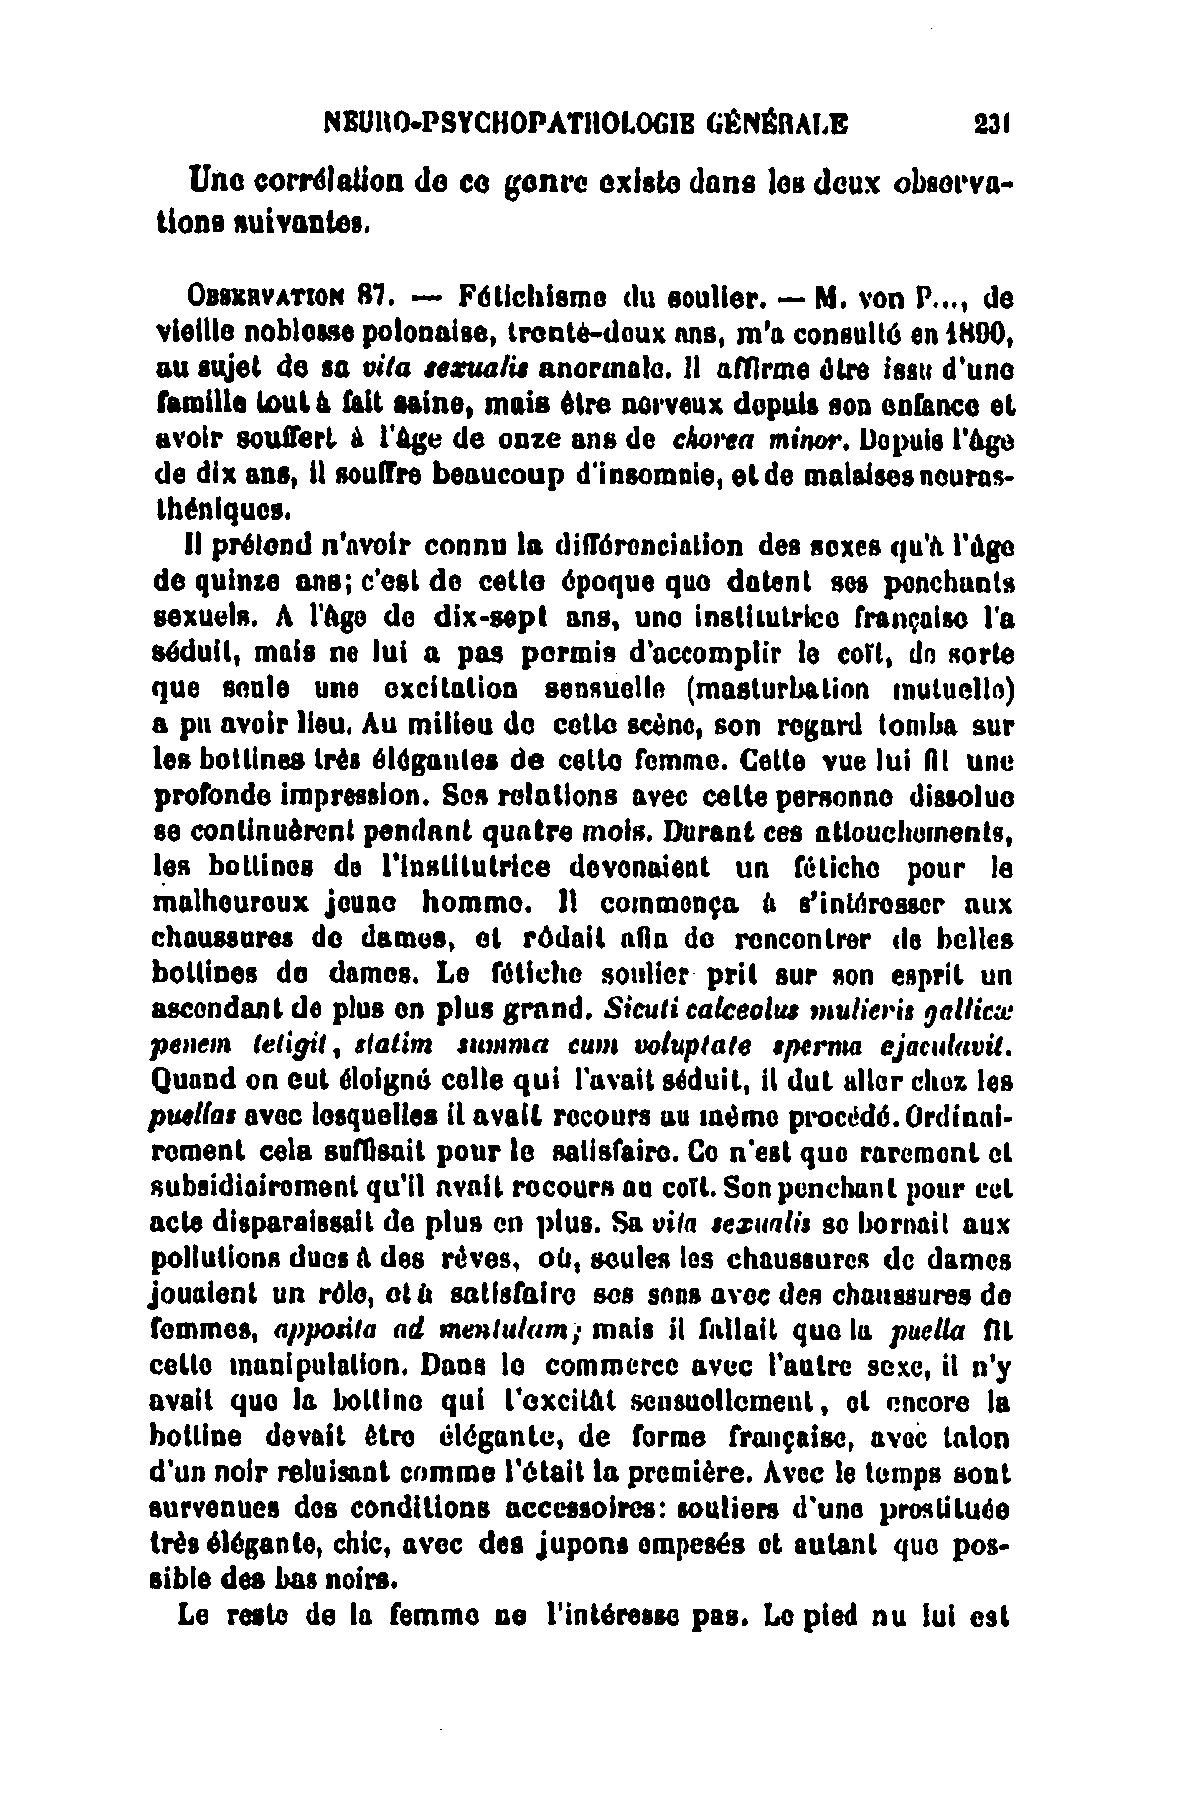 NEURO-PSYCHOPATHOLOGIE GÉNÉRALE 231
Une corrélation de ce genre existe dans les deux observa-
tions suivantes.
OBSERVATION 87. — Fétichisme du soulier. — M. von P..., de
vieille noblesse polonaise, trente-deux ans, m'a consulté en 1890,
au sujet de sa vita sexualis anormale. Il affirme être issu d'une
famille tout à fait saine, mais être nerveux depuis son enfance et
avoir souffert à l'âge de onze ans de chorea minor. Depuis l'âge
de dix ans, il souffre beaucoup d'insomnie, et de malaises neuras-
théniques.
Il prétend n'avoir connu la différenciation des sexes qu'à l'âge
de quinze ans; c'est de cette époque que datent ses penchants
sexuels. A l'âge de dix-sept ans, une institutrice française l'a
séduit, mais ne lui a pas permis d'accomplir le coït, de sorte
que seule une excitation sensuelle (masturbation mutuelle)
a pu avoir lieu. Au milieu de cette scène, son regard tomba sur
les bottines très élégantes de cette femme. Cette vue lui fit une
profonde impression. Ses relations avec cette personne dissolue
se continuèrent pendant quatre mois. Durant ces attouchements,
les bottines de l'institutrice devenaient un fétiche pour le
malheureux jeune homme. Il commença à s'intéresser aux
chaussures de dames, et rôdait afin de rencontrer de belles
bottines de dames. Le fétiche soulier prit sur son esprit un
ascendant de plus en plus grand. Sicuti calceolus mulieris gallicæ
penem tetigit, statim summa cum voluptate sperma ejaculavit.
Quand on eut éloigné celle qui l'avait séduit, il dut aller chez les
puellas avec lesquelles il avait recours au même procédé. Ordinai-
rement cela suffisait pour le satisfaire. Ce n'est que rarement et
subsidiairement qu'il avait recours au coït. Son penchant pour cet
acte disparaissait de plus en plus. Sa vita sexualis se bornait aux
pollutions dues à des rêves, où, seules les chaussures de dames
jouaient un rôle, et à satisfaire ses sens avec des chaussures de
femmes, apposita ad mentulam; mais il fallait que la puella fit
cette manipulation. Dans le commerce avec l'autre sexe, il n'y
avait que la bottine qui l'excitât sensuellement, et encore la
bottine devait être élégante, de forme française, avec talon
d'un noir reluisant comme l'était la première. Avec le temps sont
survenues des conditions accessoires: souliers d'une prostituée
très élégante, chic, avec des jupons empesés et autant que pos-
sible des bas noirs.
Le reste de la femme ne l'intéresse pas. Le pied nu lui est